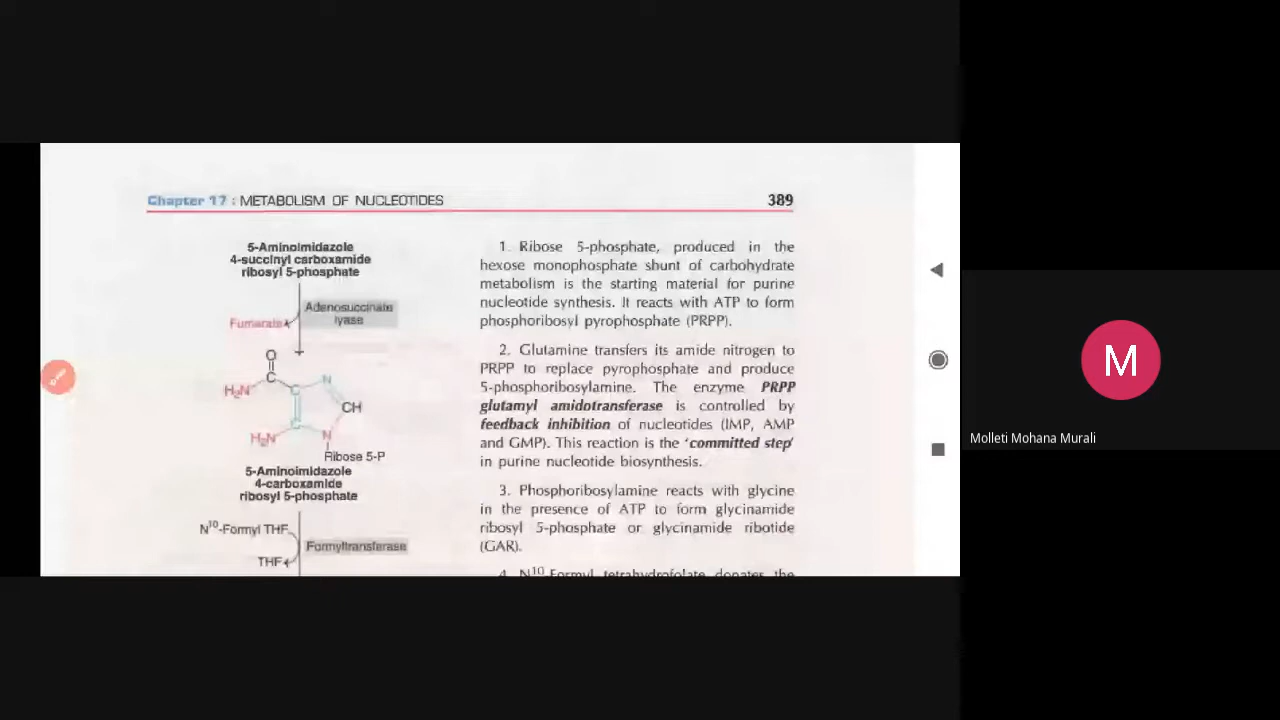 Chapter 17 : METABOLISM OF NUCLEOTIDES 389
5-Aminoimidazole
4-succinyl carboxamide
ribosyl 5-phosphate
Adenosuccinate
lyase
Fumarate
O
C
H₂N
C
N
CH
C
H₂N
N
Ribose 5-P
5-Aminoimidazole
4-carboxamide
ribosyl 5-phosphate
N¹⁰-Formyl THF
Formyltransferase
THF
1. Ribose 5-phosphate, produced in the
hexose monophosphate shunt of carbohydrate
metabolism is the starting material for purine
nucleotide synthesis. It reacts with ATP to form
phosphoribosyl pyrophosphate (PRPP).
2. Glutamine transfers its amide nitrogen to
PRPP to replace pyrophosphate and produce
5-phosphoribosylamine. The enzyme PRPP
glutamyl amidotransferase is controlled by
feedback inhibition of nucleotides (IMP, AMP
and GMP). This reaction is the 'committed step'
in purine nucleotide biosynthesis.
3. Phosphoribosylamine reacts with glycine
in the presence of ATP to form glycinamide
ribosyl 5-phosphate or glycinamide ribotide
(GAR).
4. N¹⁰-Formyl tetrahydrofolate donates the
M
Molleti Mohana Murali